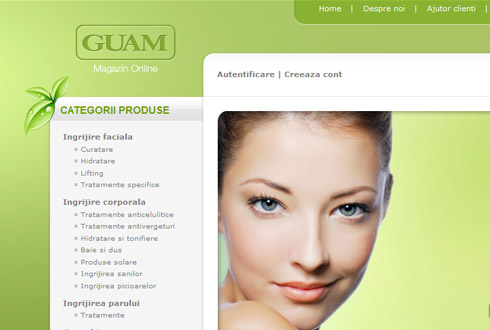 Home | Despre noi | Ajutor clienti |
GUAM
Magazin Online
Autentificare | Creeaza cont
CATEGORII PRODUSE
Ingrijire faciala
» Curatare
» Hidratare
» Lifting
» Tratamente specifice
Ingrijire corporala
» Tratamente anticelulitice
» Tratamente antivergeturi
» Hidratare si tonifiere
» Baie si dus
» Produse solare
» Ingrijirea sanilor
» Ingrijirea picioarelor
Ingrijirea parului
» Tratamente